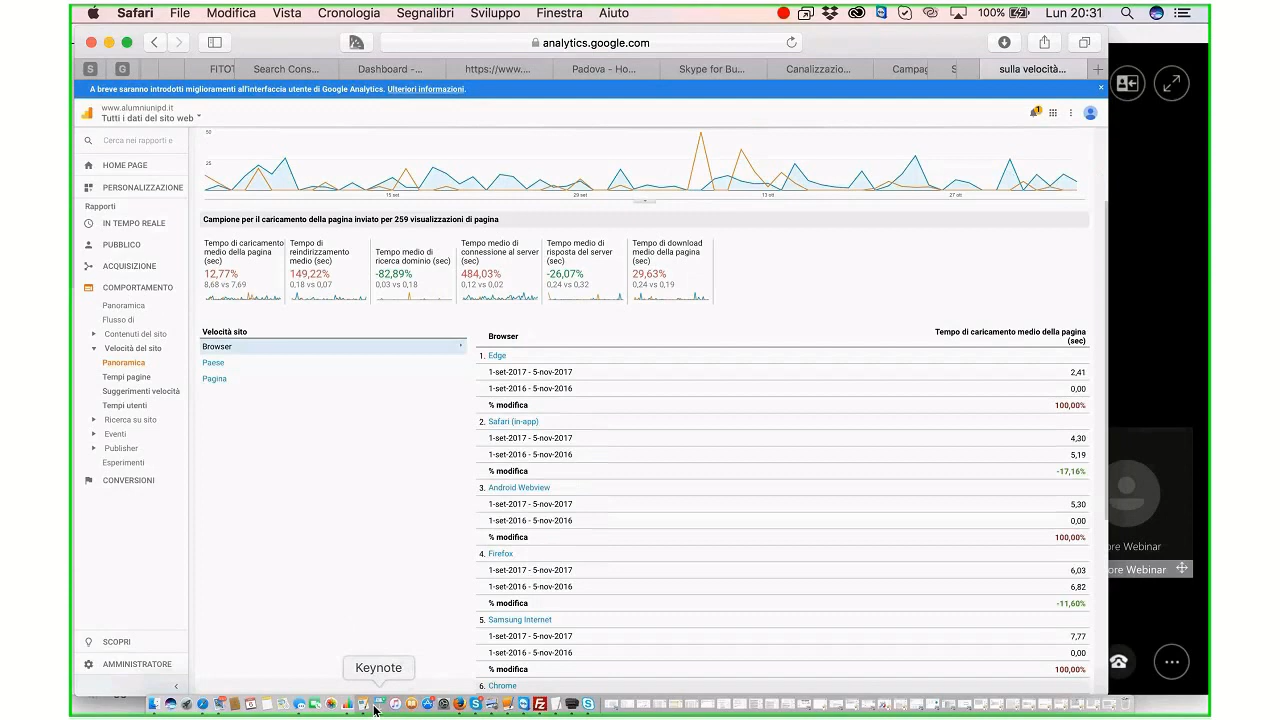 Safari File Modifica Vista Cronologia Segnalibri Sviluppo Finestra Aiuto 100% Lun 20:31
analytics.google.com
S G FITOT Search Cons... Dashboard -... https://www.... Padova - Ho... Skype for Bu... Canalizzazio... Campag S sulla velocità...
A breve saranno introdotti miglioramenti all'interfaccia utente di Google Analytics. Ulteriori informazioni.
www.alumniunipd.it
Tutti i dati del sito web
1
Cerca nei rapporti e
HOME PAGE
PERSONALIZZAZIONE
Rapporti
IN TEMPO REALE
PUBBLICO
ACQUISIZIONE
COMPORTAMENTO
Panoramica
Flusso di
Contenuti del sito
Velocità del sito
Panoramica
Tempi pagine
Suggerimenti velocità
Tempi utenti
Ricerca su sito
Eventi
Publisher
Esperimenti
CONVERSIONI
SCOPRI
AMMINISTRATORE
50
25
15 set 29 set 13 ott 27 ott
Campione per il caricamento della pagina inviato per 259 visualizzazioni di pagina
Tempo di caricamento medio della pagina (sec)
12,77%
8,68 vs 7,69
Tempo di reindirizzamento medio (sec)
149,22%
0,18 vs 0,07
Tempo medio di ricerca dominio (sec)
-82,89%
0,03 vs 0,18
Tempo medio di connessione al server (sec)
484,03%
0,12 vs 0,02
Tempo medio di risposta del server (sec)
-26,07%
0,24 vs 0,32
Tempo di download medio della pagina (sec)
29,63%
0,24 vs 0,19
Velocità sito
Browser
Paese
Pagina
Browser Tempo di caricamento medio della pagina (sec)
1. Edge
1-set-2017 - 5-nov-2017 2,41
1-set-2016 - 5-nov-2016 0,00
% modifica 100,00%
2. Safari (in-app)
1-set-2017 - 5-nov-2017 4,30
1-set-2016 - 5-nov-2016 5,19
% modifica -17,16%
3. Android Webview
1-set-2017 - 5-nov-2017 5,30
1-set-2016 - 5-nov-2016 0,00
% modifica 100,00%
4. Firefox
1-set-2017 - 5-nov-2017 6,03
1-set-2016 - 5-nov-2016 6,82
% modifica -11,60%
5. Samsung Internet
1-set-2017 - 5-nov-2017 7,77
1-set-2016 - 5-nov-2016 0,00
% modifica 100,00%
6. Chrome
ore Webinar
ore Webinar
Keynote